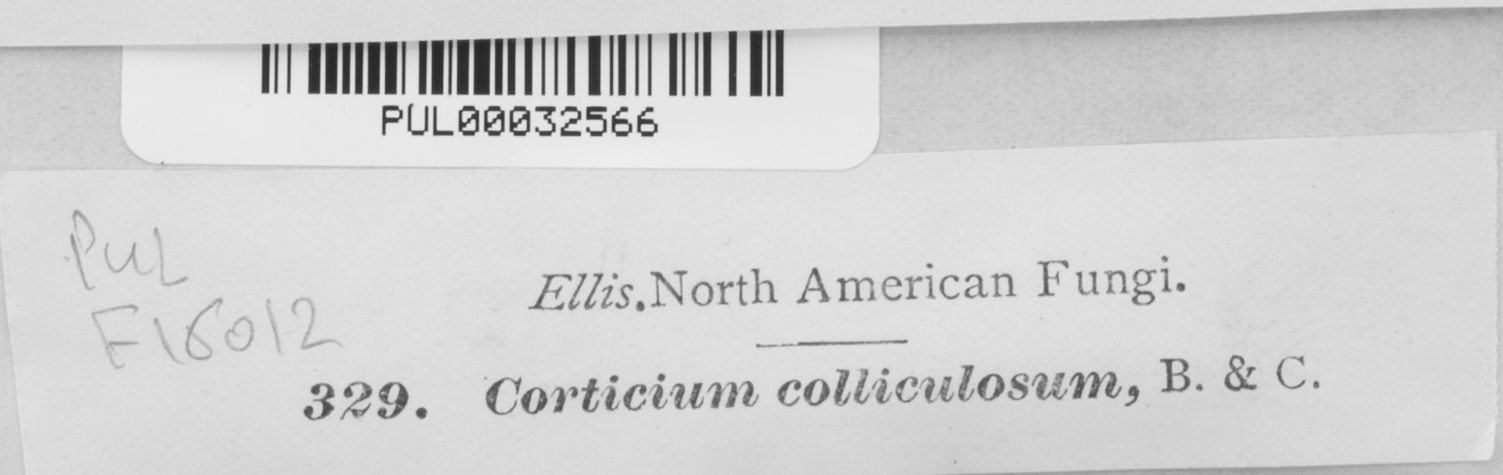 PUL00032566
PUL
F16012
Ellis. North American Fungi.
329. Corticium colliculosum, B. & C.